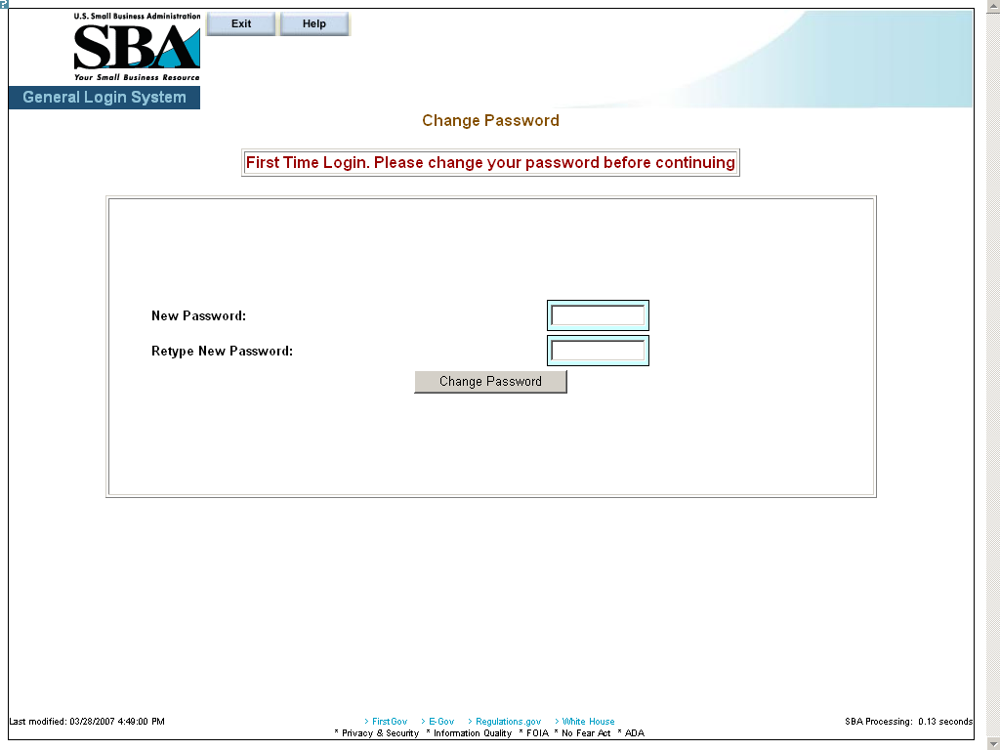 U.S. Small Business Administration
SBA
Your Small Business Resource
Exit
Help
General Login System
Change Password
First Time Login. Please change your password before continuing
New Password:
Retype New Password:
Change Password
Last modified: 03/28/2007 4:49:00 PM
> FirstGov > E-Gov > Regulations.gov > White House
SBA Processing: 0.13 seconds
* Privacy & Security * Information Quality * FOIA * No Fear Act * ADA